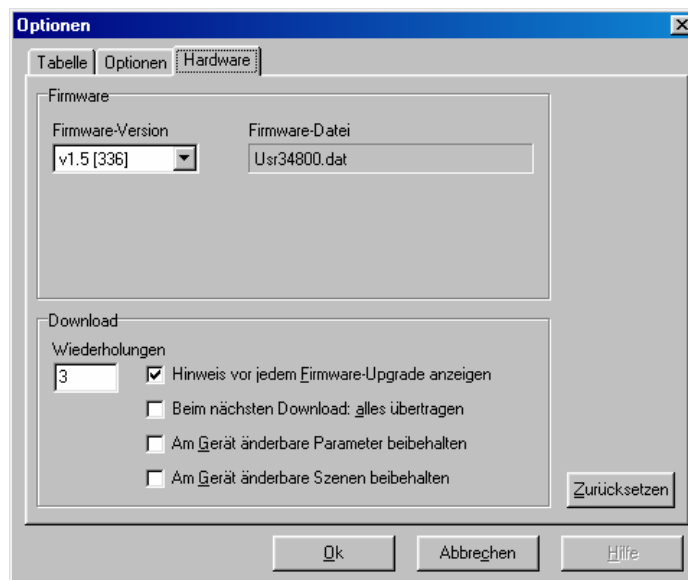 Optionen
Tabelle Optionen Hardware
Firmware
Firmware-Version Firmware-Datei
v1.5 [336] Usr34800.dat
Download
Wiederholungen
3 Hinweis vor jedem Firmware-Upgrade anzeigen
Beim nächsten Download: alles übertragen
Am Gerät änderbare Parameter beibehalten
Am Gerät änderbare Szenen beibehalten
Zurücksetzen
Ok Abbrechen Hilfe